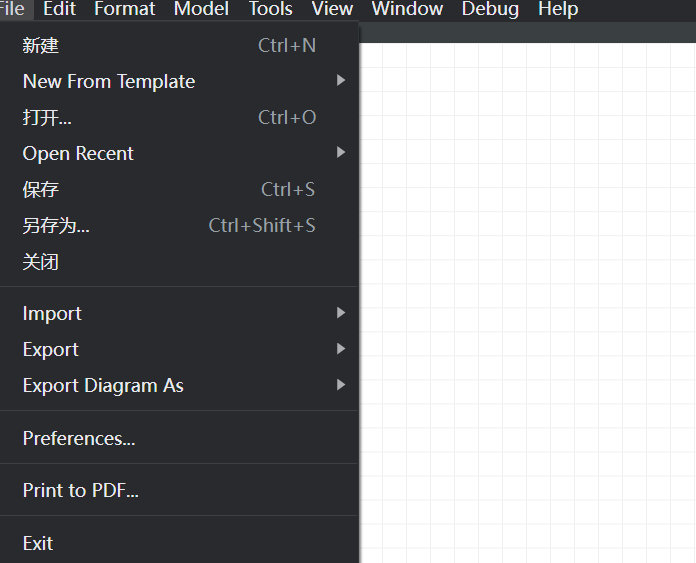 File Edit Format Model Tools View Window Debug Help
新建 Ctrl+N
New From Template
打开... Ctrl+O
Open Recent
保存 Ctrl+S
另存为... Ctrl+Shift+S
关闭
Import
Export
Export Diagram As
Preferences...
Print to PDF...
Exit